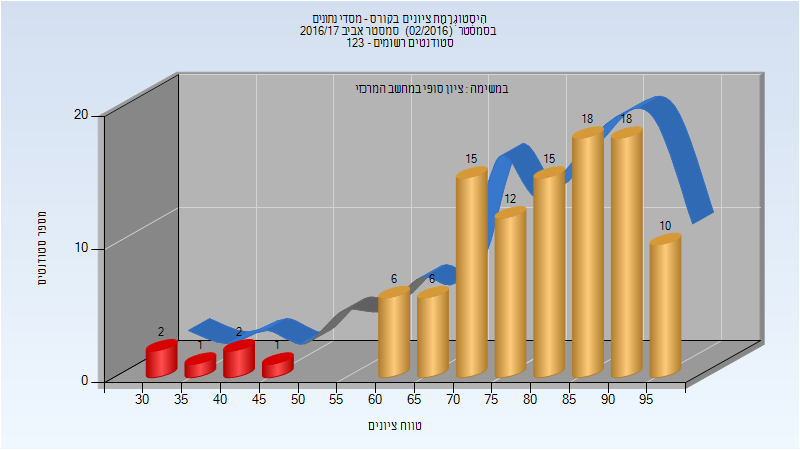 היסטוגרמת ציונים בקורס - מסדי נתונים
בסמסטר (02/2016) סמסטר אביב 2016/17
סטודנטים רשומים - 123
במשימה : ציון סופי במחשב המרכזי
20
10
0
מספר סטודנטים
2
1
2
1
6
6
15
12
15
18
18
10
30 35 40 45 50 55 60 65 70 75 80 85 90 95
טווח ציונים